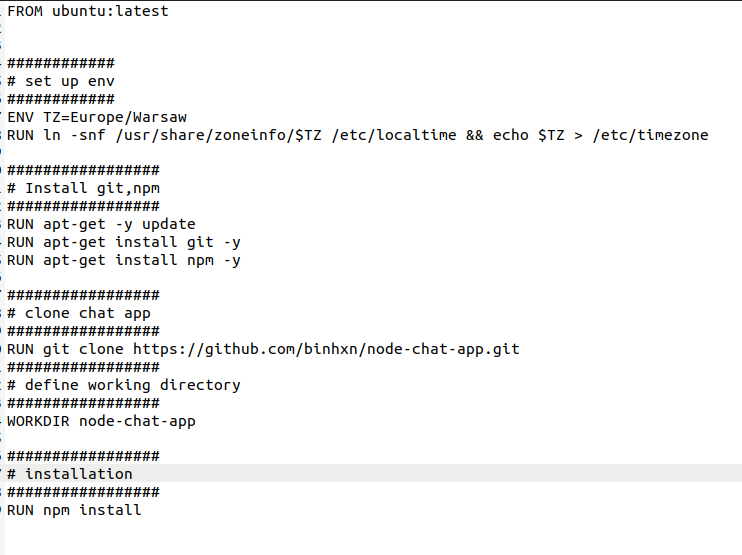 FROM ubuntu:latest
############
# set up env
############
ENV TZ=Europe/Warsaw
RUN ln -snf /usr/share/zoneinfo/$TZ /etc/localtime && echo $TZ > /etc/timezone
#################
# Install git,npm
#################
RUN apt-get -y update
RUN apt-get install git -y
RUN apt-get install npm -y
#################
# clone chat app
#################
RUN git clone https://github.com/binhxn/node-chat-app.git
#################
# define working directory
#################
WORKDIR node-chat-app
#################
# installation
#################
RUN npm install